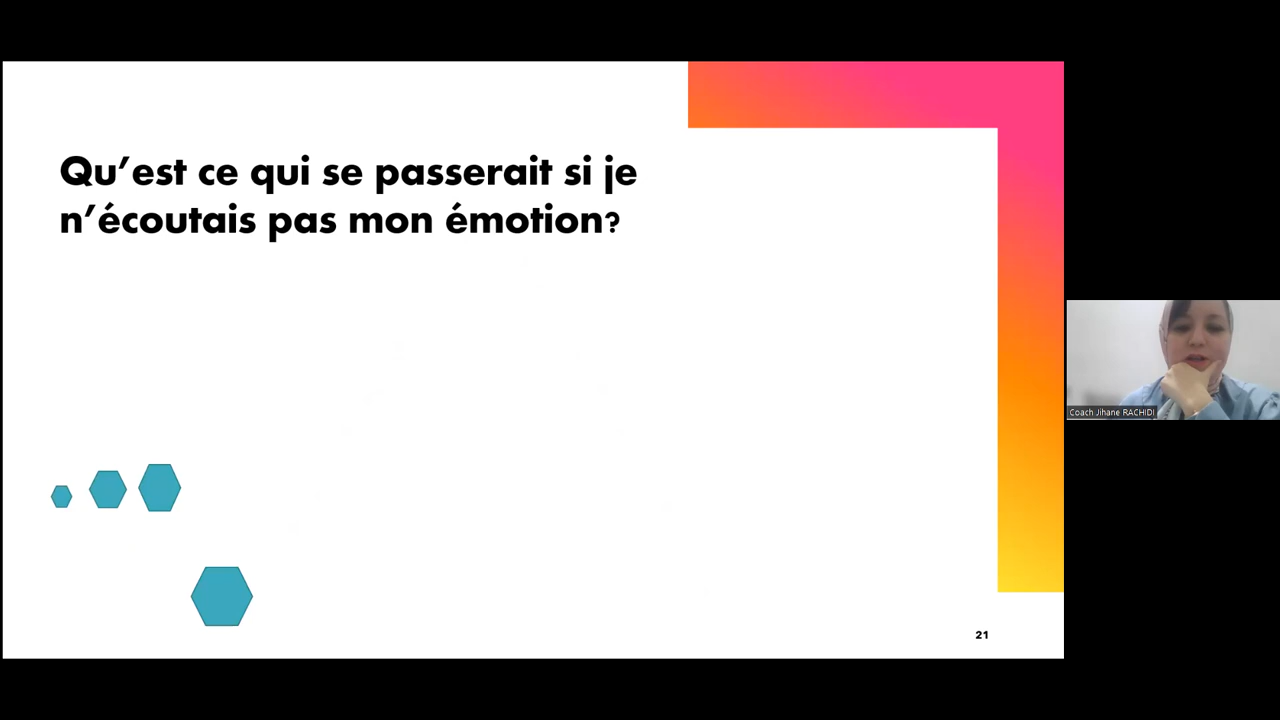 Qu’est ce qui se passerait si je
n’écoutais pas mon émotion?
21
Coach Jihane RACHIDI